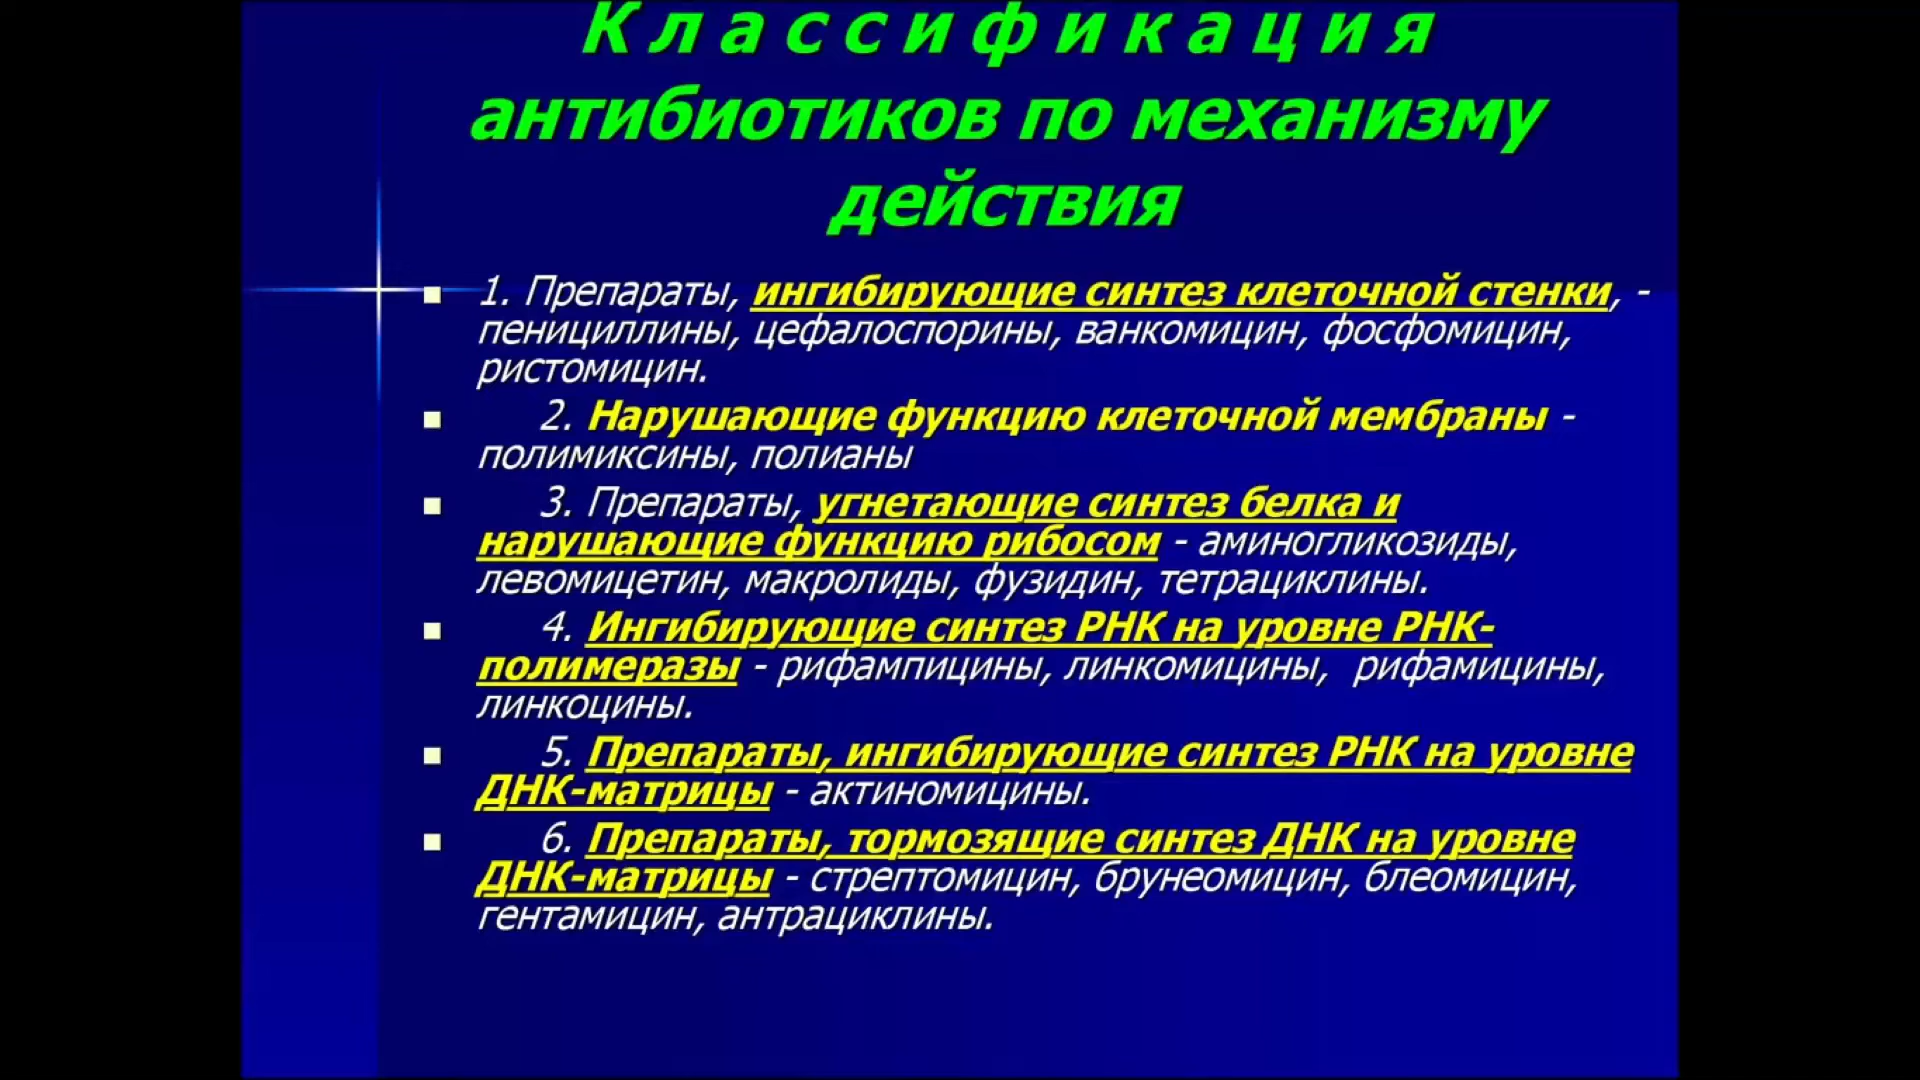 К л а с с и ф и к а ц и я
антибиотиков по механизму
действия
1. Препараты, ингибирующие синтез клеточной стенки, -
пенициллины, цефалоспорины, ванкомицин, фосфомицин,
ристомицин.
2. Нарушающие функцию клеточной мембраны -
полимиксины, полианы
3. Препараты, угнетающие синтез белка и
нарушающие функцию рибосом - аминогликозиды,
левомицетин, макролиды, фузидин, тетрациклины.
4. Ингибирующие синтез РНК на уровне РНК-
полимеразы - рифампицины, линкомицины, рифамицины,
линкоцины.
5. Препараты, ингибирующие синтез РНК на уровне
ДНК-матрицы - актиномицины.
6. Препараты, тормозящие синтез ДНК на уровне
ДНК-матрицы - стрептомицин, брунеомицин, блеомицин,
гентамицин, антрациклины.